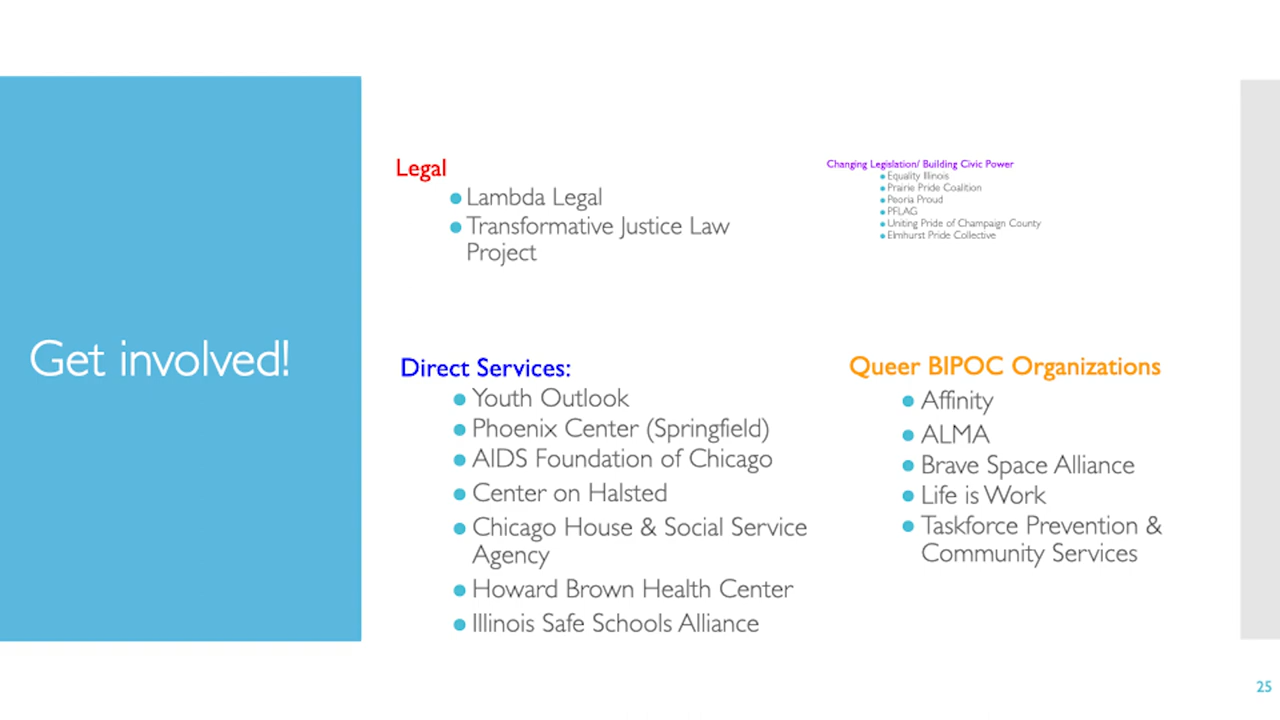 Get involved!
Legal
Lambda Legal
Transformative Justice Law
Project
Changing Legislation/ Building Civic Power
Equality Illinois
Prairie Pride Coalition
Peoria Proud
PFLAG
Uniting Pride of Champaign County
Elmhurst Pride Collective
Direct Services:
Youth Outlook
Phoenix Center (Springfield)
AIDS Foundation of Chicago
Center on Halsted
Chicago House & Social Service
Agency
Howard Brown Health Center
Illinois Safe Schools Alliance
Queer BIPOC Organizations
Affinity
ALMA
Brave Space Alliance
Life is Work
Taskforce Prevention &
Community Services
25